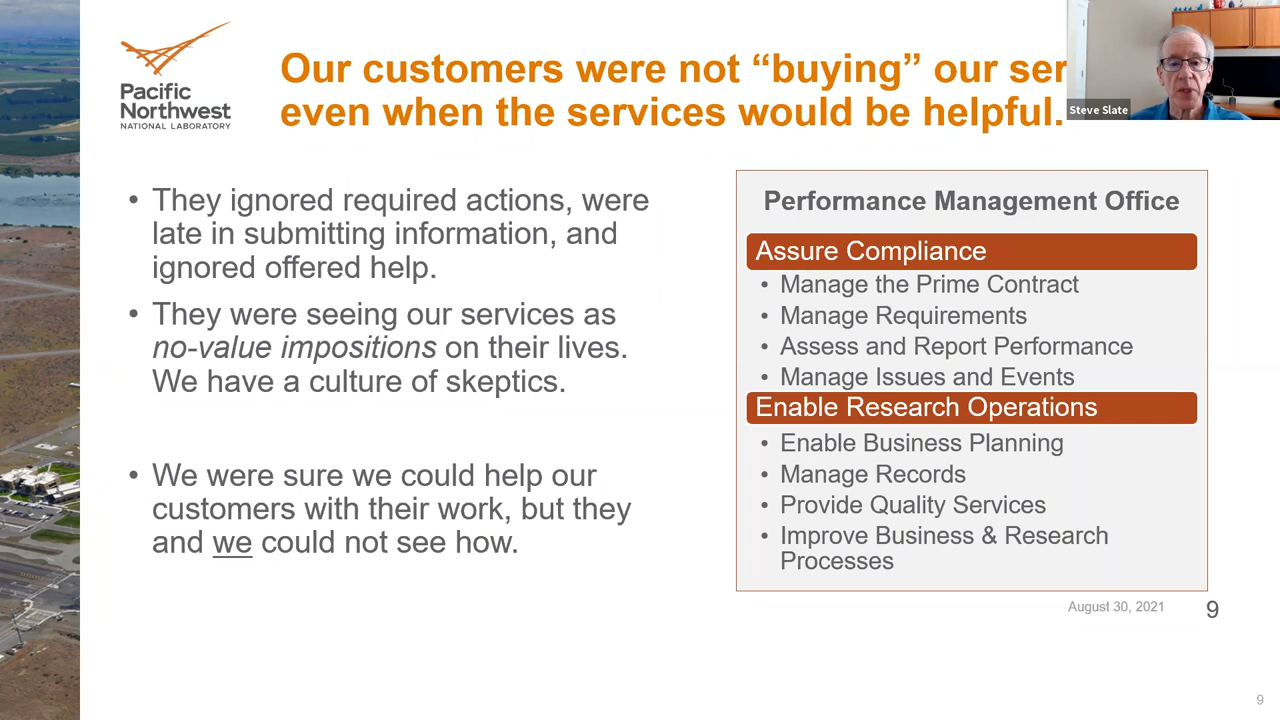 Pacific
Northwest
NATIONAL LABORATORY
Our customers were not “buying” our
even when the services would be helpful.
Steve Slate
• They ignored required actions, were
late in submitting information, and
ignored offered help.
• They were seeing our services as
no-value impositions on their lives.
We have a culture of skeptics.
• We were sure we could help our
customers with their work, but they
and we could not see how.
Performance Management Office
Assure Compliance
• Manage the Prime Contract
• Manage Requirements
• Assess and Report Performance
• Manage Issues and Events
Enable Research Operations
• Enable Business Planning
• Manage Records
• Provide Quality Services
• Improve Business & Research
Processes
August 30, 2021
9
9